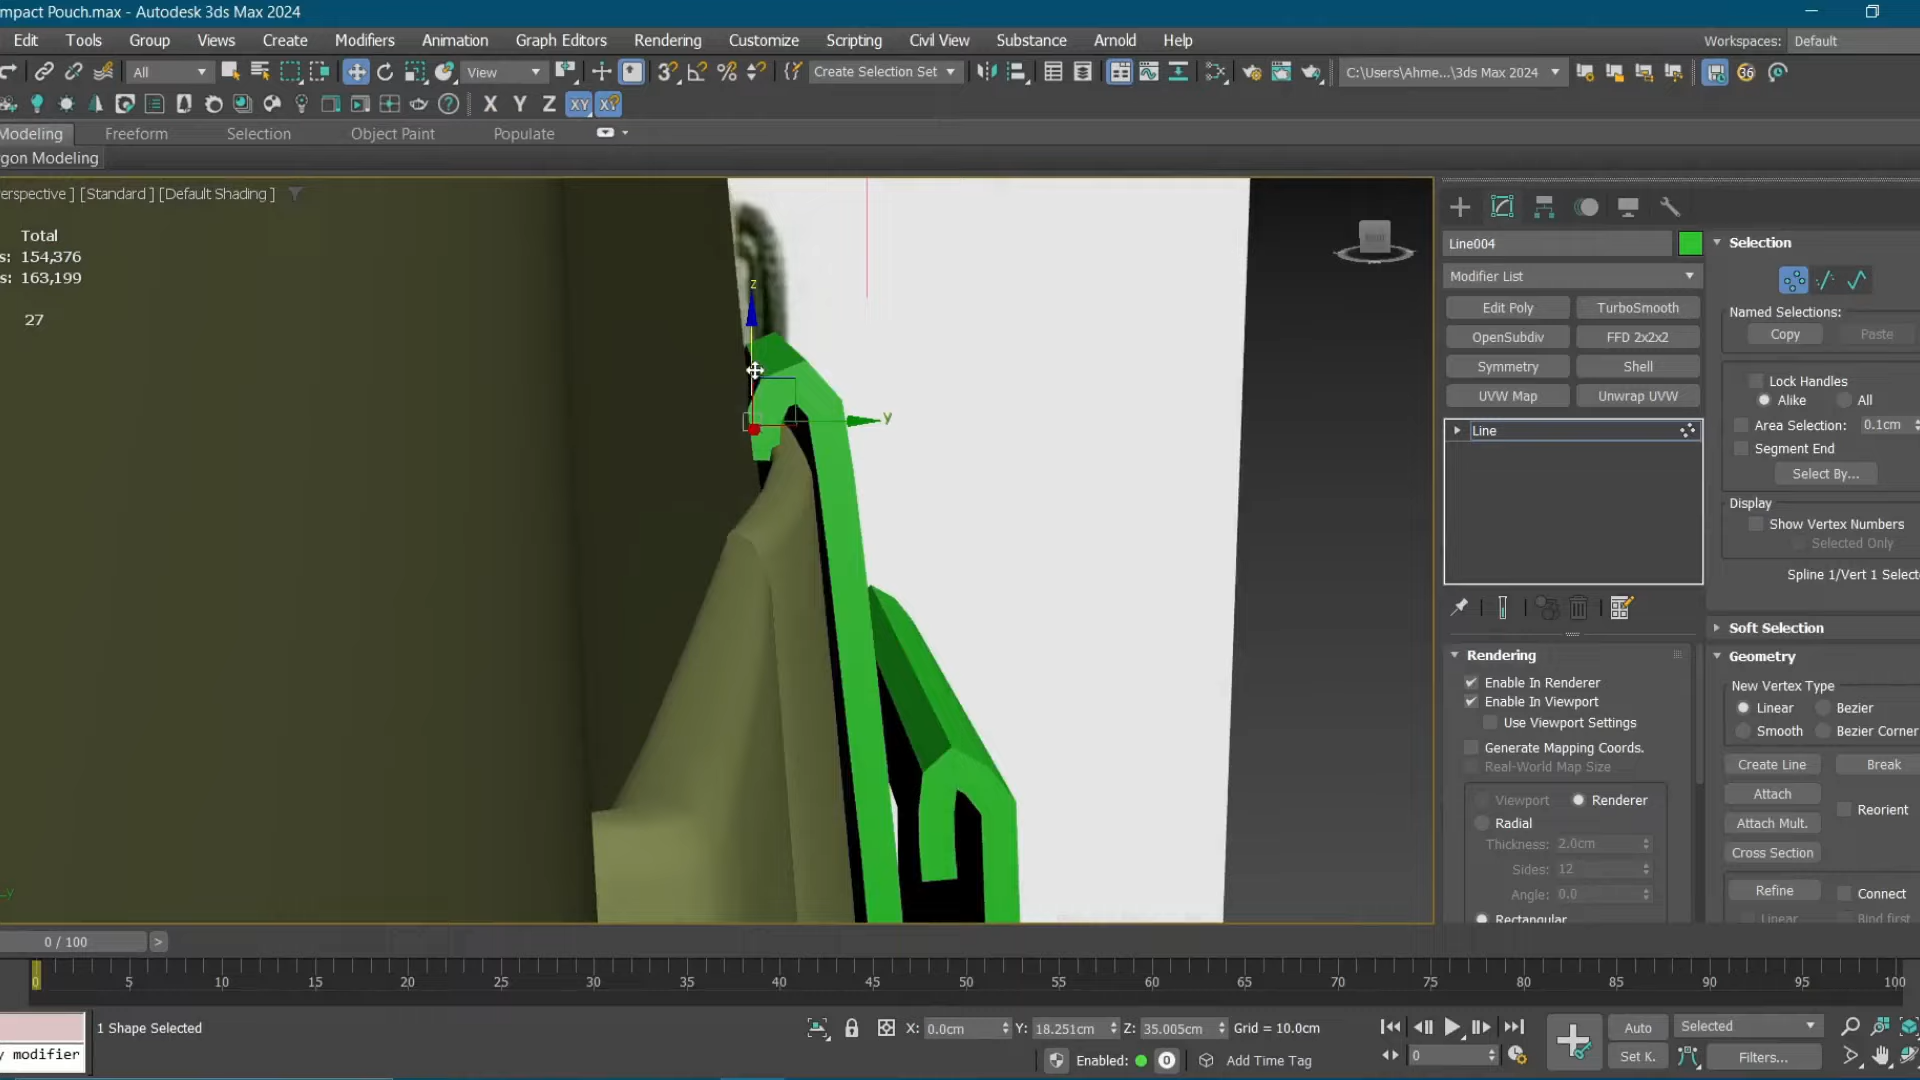 mpact Pouch.max - Autodesk 3ds Max 2024
Edit Tools Group Views Create Modifiers Animation Graph Editors Rendering Customize Scripting Civil View Substance Arnold Help
Workspaces: Default
All View Create Selection Set C:\Users\Ahme...\3ds Max 2024
X Y Z XY
Modeling Freeform Selection Object Paint Populate
gon Modeling
erspective ] [Standard ] [Default Shading ]
Total
s: 154,376
s: 163,199
27
z
y
Line004
Modifier List
Edit Poly TurboSmooth
OpenSubdiv FFD 2x2x2
Symmetry Shell
UVW Map Unwrap UVW
Line
Rendering
Enable In Renderer
Enable In Viewport
Use Viewport Settings
Generate Mapping Coords.
Real-World Map Size
Viewport Renderer
Radial
Thickness: 2.0cm
Sides: 12
Angle: 0.0
Rectangular
Selection
Named Selections:
Copy Paste
Lock Handles
Alike All
Area Selection: 0.1cm
Segment End
Select By...
Display
Show Vertex Numbers
Selected Only
Spline 1/Vert 1 Select
Soft Selection
Geometry
New Vertex Type
Linear Bezier
Smooth Bezier Corner
Create Line Break
Attach
Reorient
Attach Mult.
Cross Section
Refine Connect
Linear Bind first
0 / 100 >
0 5 10 15 20 25 30 35 40 45 50 55 60 65 70 75 80 85 90 95 100
1 Shape Selected
y modifier
X: 0.0cm Y: 18.251cm Z: 35.005cm Grid = 10.0cm
Enabled: 0 Add Time Tag
0
Auto Selected
Set K. Filters...